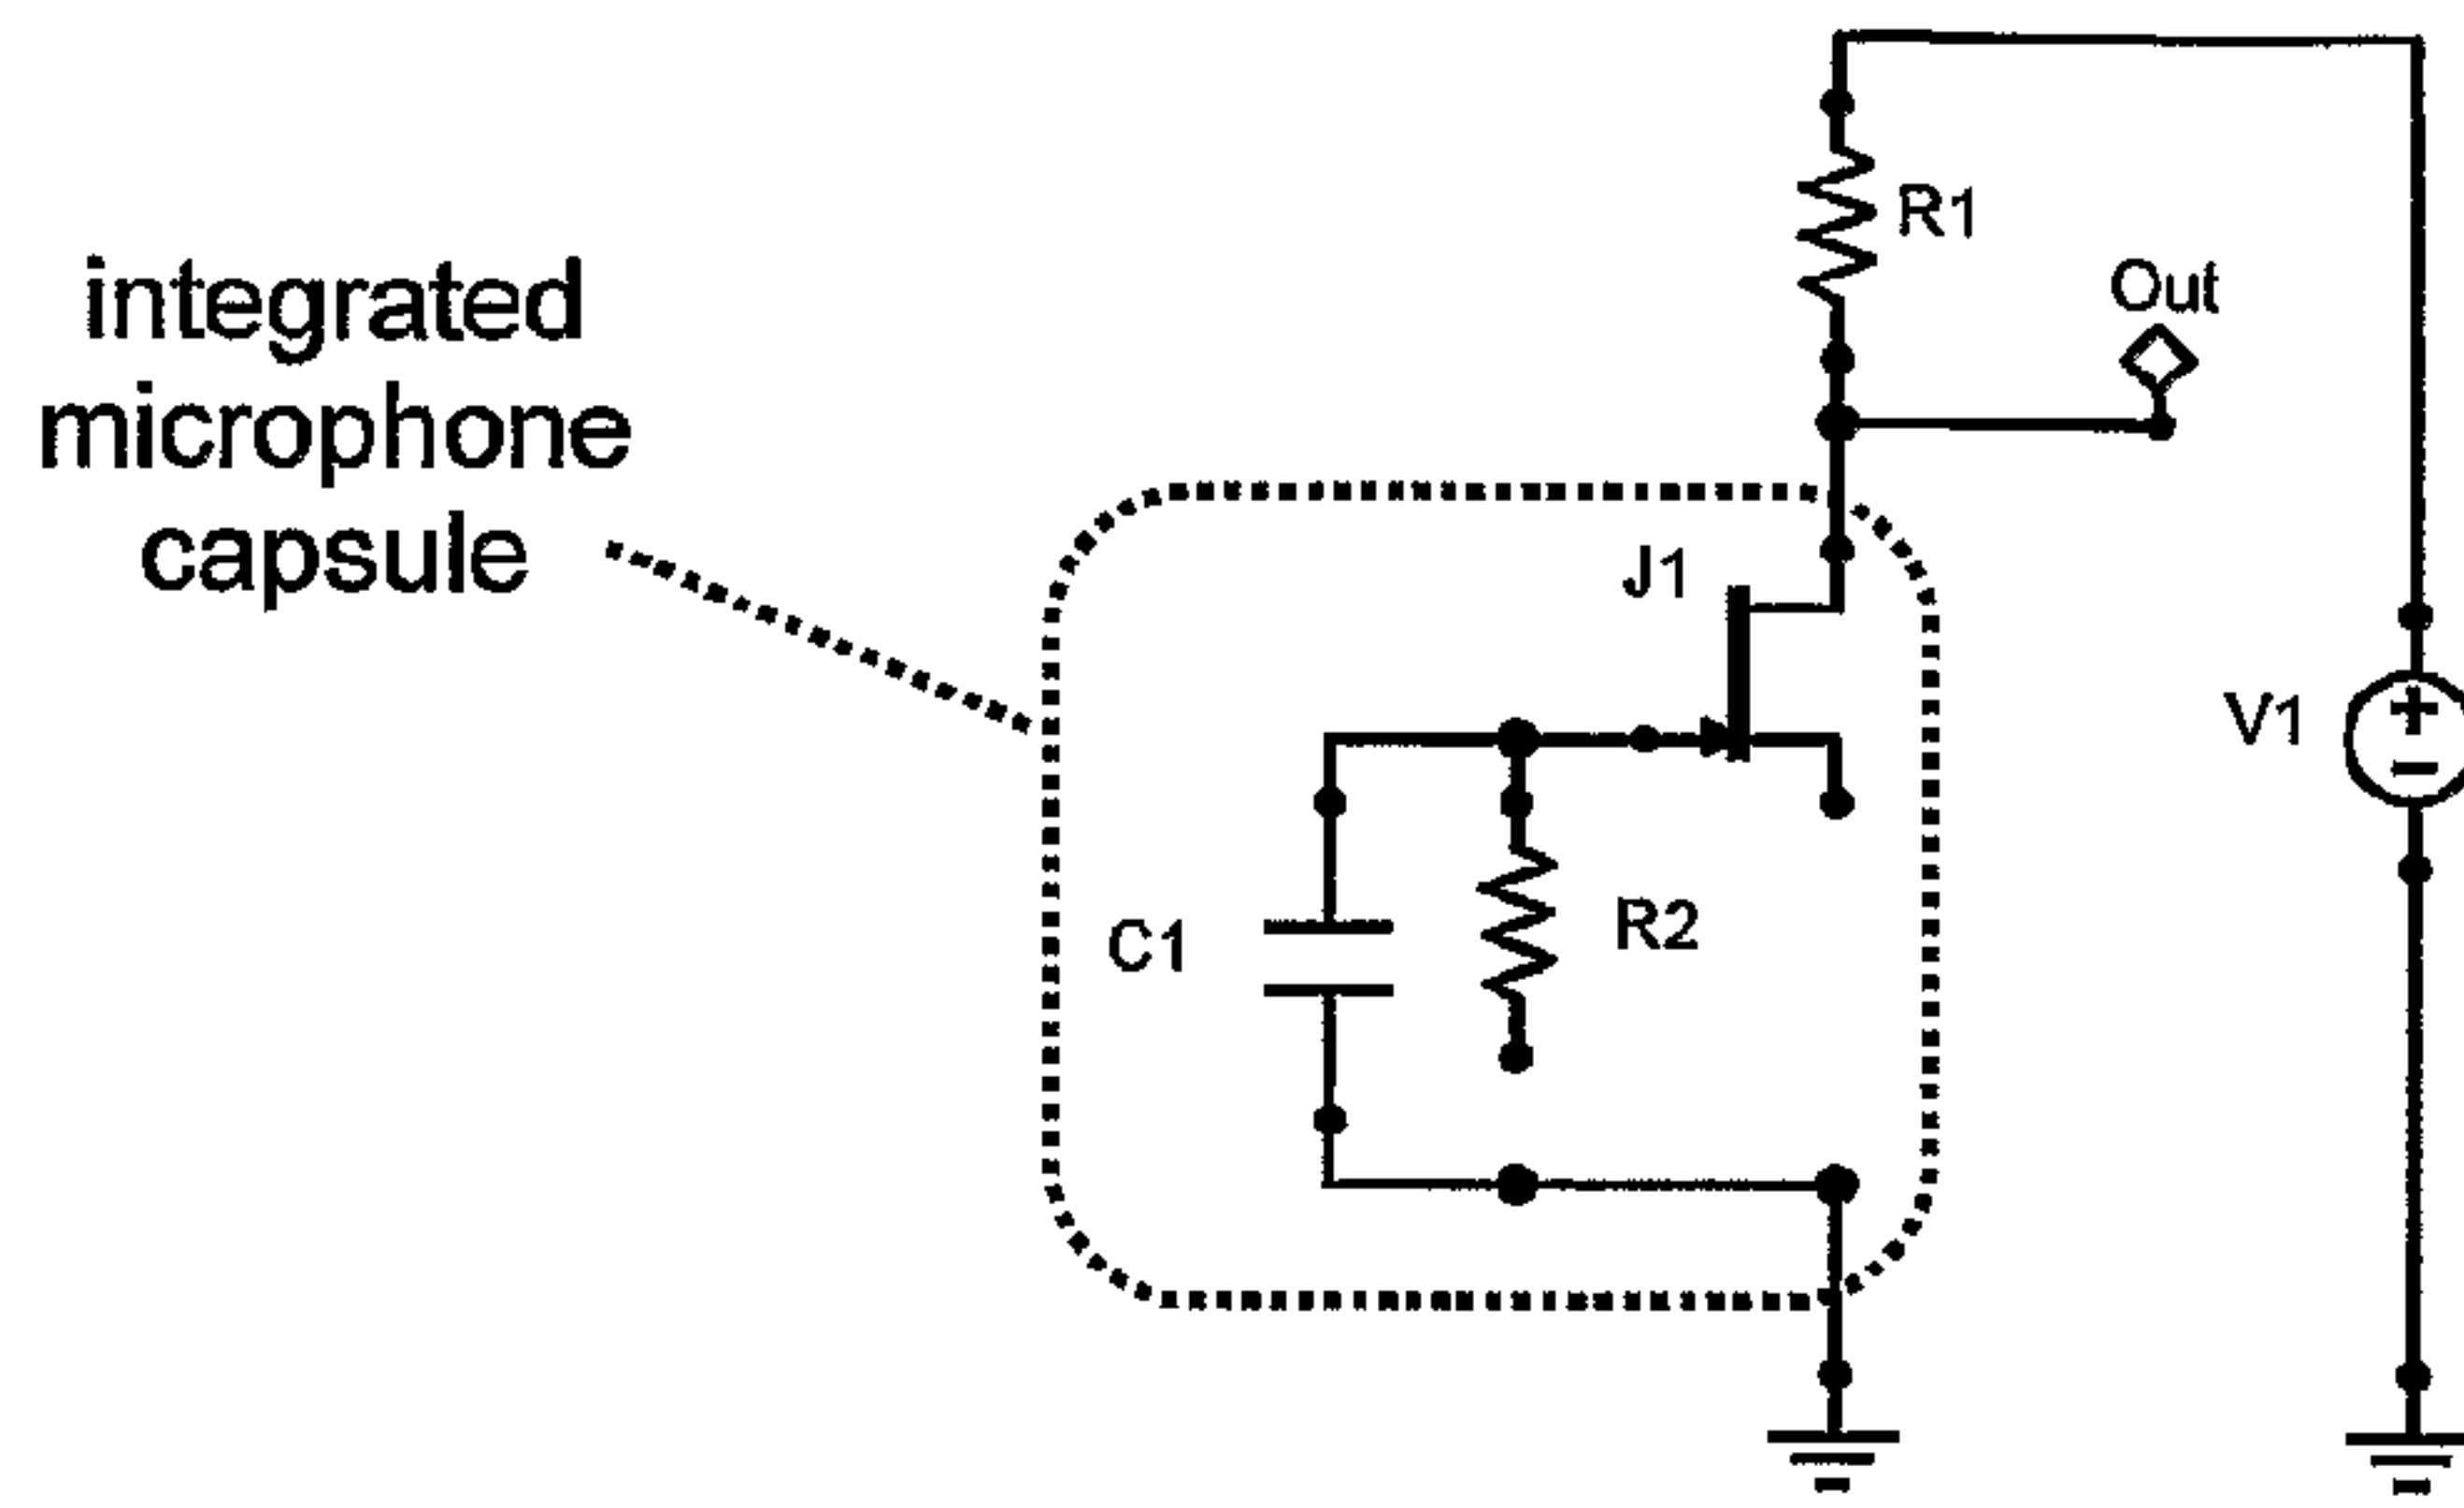 integrated
microphone
capsule
R1
Out
J1
V1
+
−
C1
R2